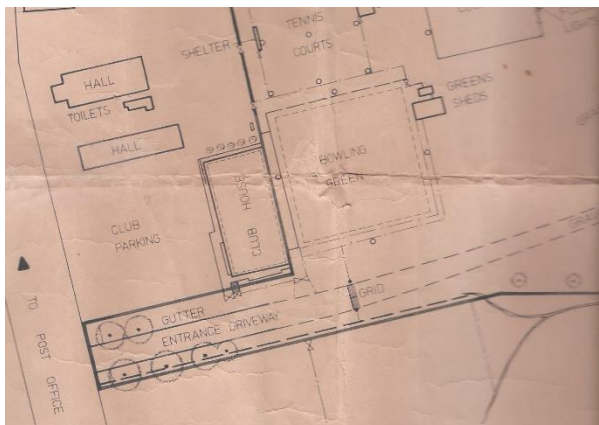 TENNIS
COURTS
SHELTER
HALL
TOILETS
HALL
GREENS
SHEDS
BOWLING
GREEN
CLUB
HOUSE
CLUB
PARKING
GRID
GUTTER
ENTRANCE DRIVEWAY
TO POST OFFICE